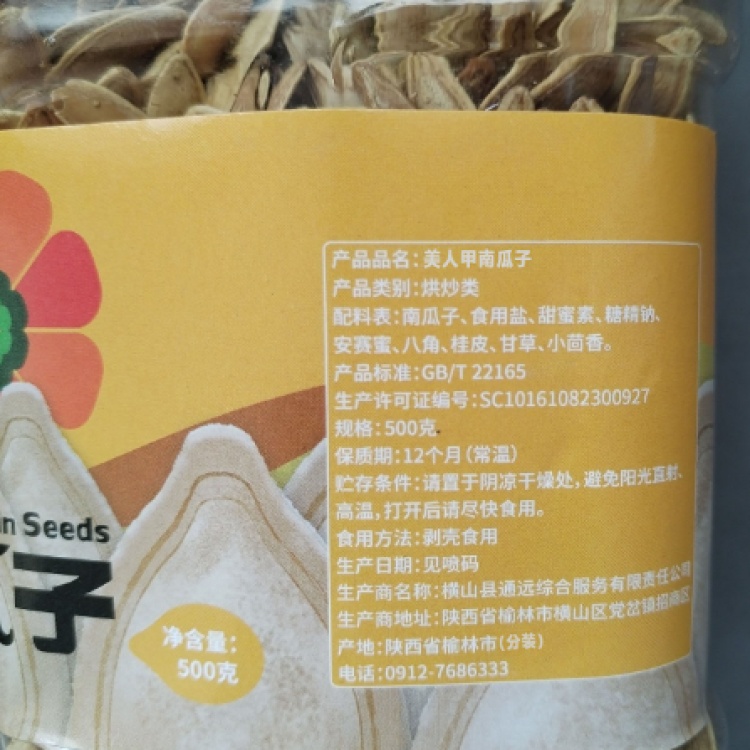 产品品名：美人甲南瓜子
产品类别：烘炒类
配料表：南瓜子、食用盐、甜蜜素、糖精钠、
安赛蜜、八角、桂皮、甘草、小茴香。
产品标准：GB/T 22165
生产许可证编号：SC10161082300927
规格：500克
保质期：12个月（常温）
贮存条件：请置于阴凉干燥处，避免阳光直射、
高温，打开后请尽快食用。
食用方法：剥壳食用
生产日期：见喷码
生产商名称：横山县通远综合服务有限责任公司
生产商地址：陕西省榆林市横山区党岔镇招商区
产地：陕西省榆林市（分装）
电话：0912-7686333
n Seeds
子
净含量：
500克